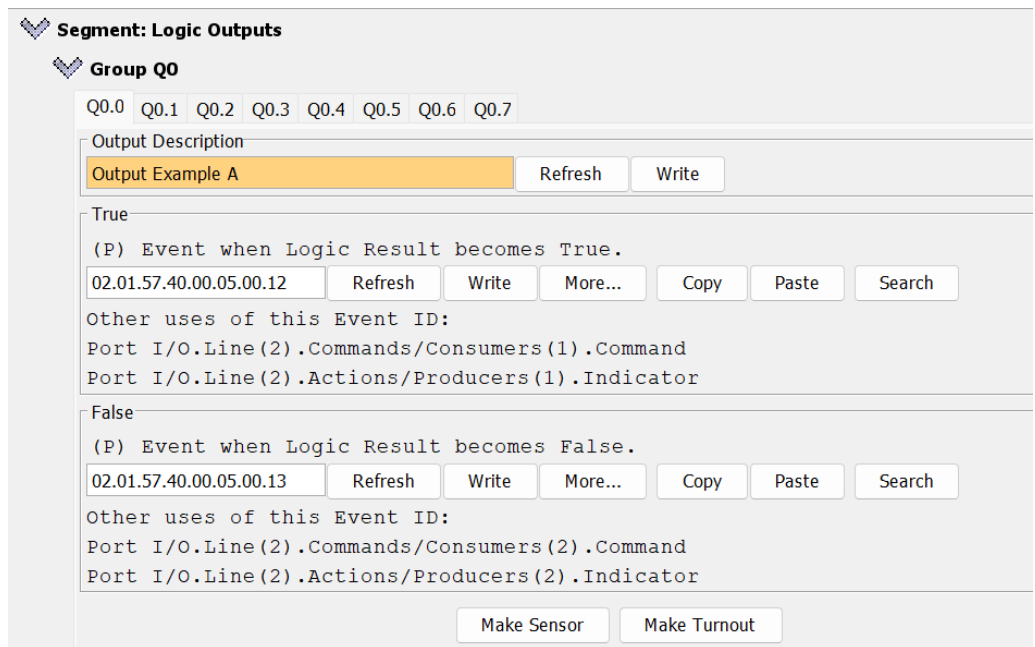 Segment: Logic Outputs
Group Q0
Q0.0 Q0.1 Q0.2 Q0.3 Q0.4 Q0.5 Q0.6 Q0.7
Output Description
Output Example A Refresh Write
True
(P) Event when Logic Result becomes True.
02.01.57.40.00.05.00.12 Refresh Write More... Copy Paste Search
Other uses of this Event ID:
Port I/O.Line(2).Commands/Consumers(1).Command
Port I/O.Line(2).Actions/Producers(1).Indicator
False
(P) Event when Logic Result becomes False.
02.01.57.40.00.05.00.13 Refresh Write More... Copy Paste Search
Other uses of this Event ID:
Port I/O.Line(2).Commands/Consumers(2).Command
Port I/O.Line(2).Actions/Producers(2).Indicator
Make Sensor Make Turnout